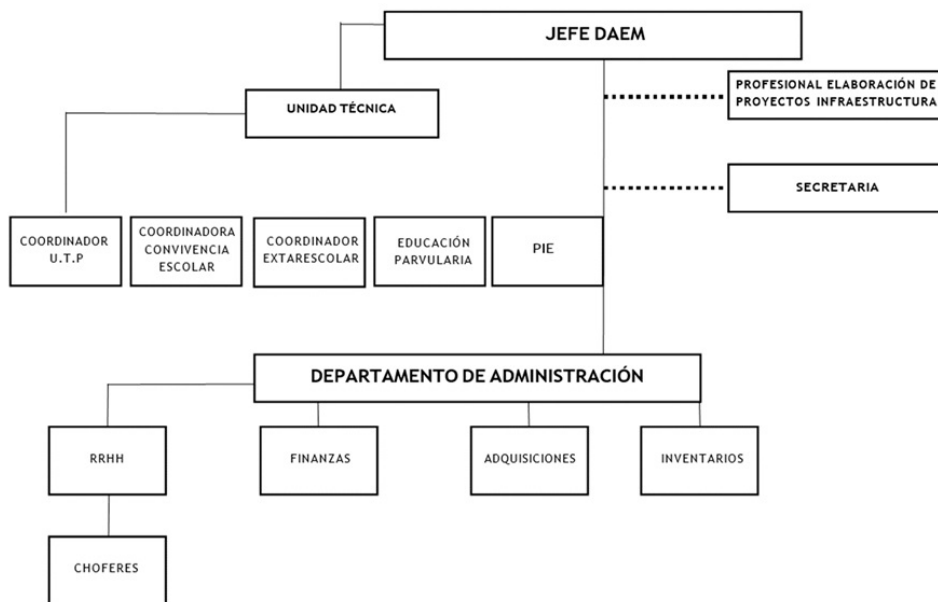 JEFE DAEM
PROFESIONAL ELABORACIÓN DE
PROYECTOS INFRAESTRUCTURA
UNIDAD TÉCNICA
SECRETARIA
COORDINADOR
U.T.P
COORDINADORA
CONVIVENCIA
ESCOLAR
COORDINADOR
EXTARESCOLAR
EDUCACIÓN
PARVULARIA
PIE
DEPARTAMENTO DE ADMINISTRACIÓN
RRHH
FINANZAS
ADQUISICIONES
INVENTARIOS
CHOFERES